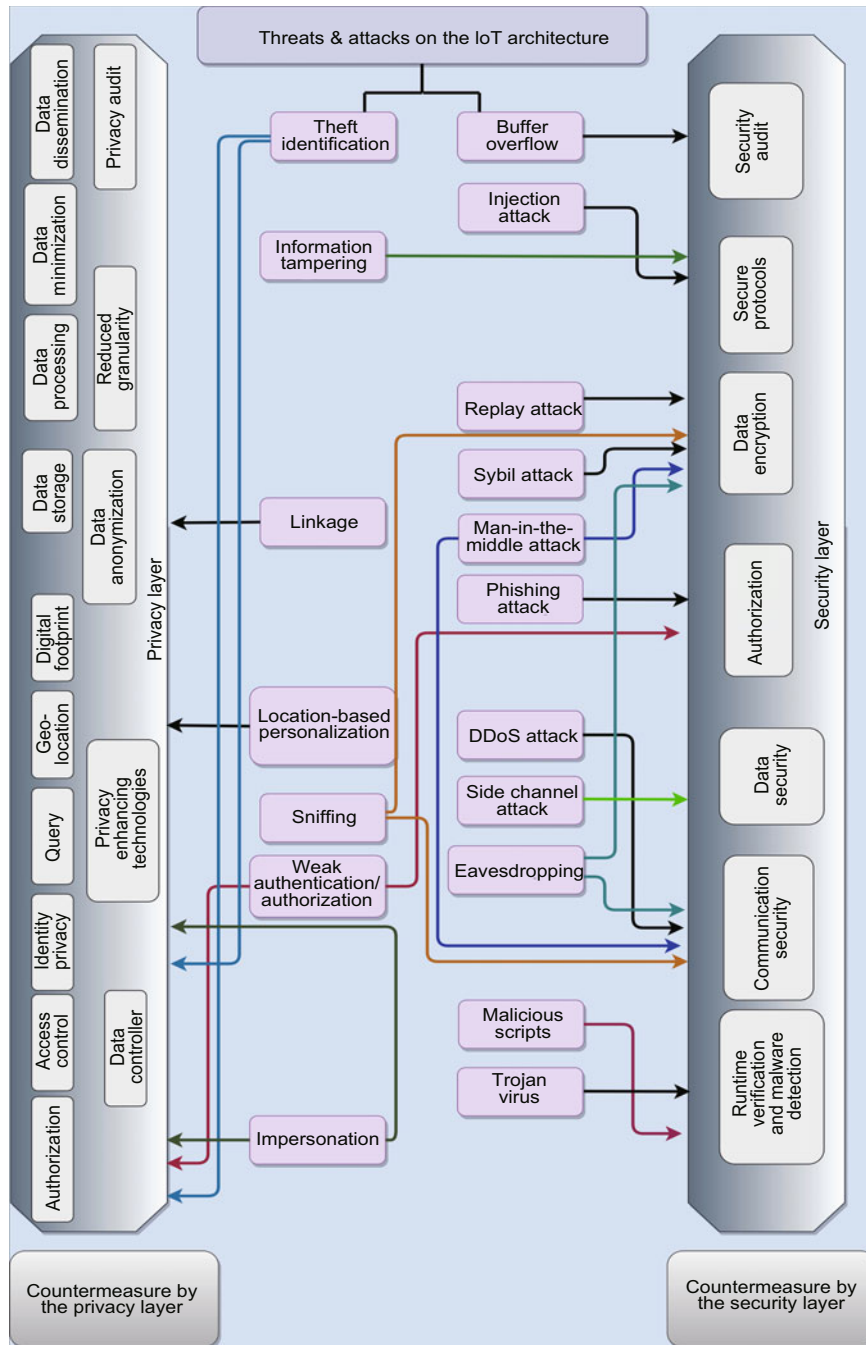 Threats & attacks on the IoT architecture
Data
dissemination
Privacy audit
Data
minimization
Data
processing
Reduced
granularity
Data
storage
Data
anonymization
Privacy layer
Digital
footprint
Geo-
location
Query
Privacy
enhancing
technologies
Identity
privacy
Access
control
Data
controller
Authorization
Theft
identification
Buffer
overflow
Injection
attack
Information
tampering
Replay attack
Sybil attack
Linkage
Man-in-the-
middle attack
Phishing
attack
Location-based
personalization
DDoS attack
Side channel
attack
Sniffing
Weak
authentication/
authorization
Eavesdropping
Malicious
scripts
Trojan
virus
Impersonation
Security
audit
Secure
protocols
Data
encryption
Authorization
Security layer
Data
security
Communication
security
Runtime
verification
and malware
detection
Countermeasure by
the privacy layer
Countermeasure by
the security layer